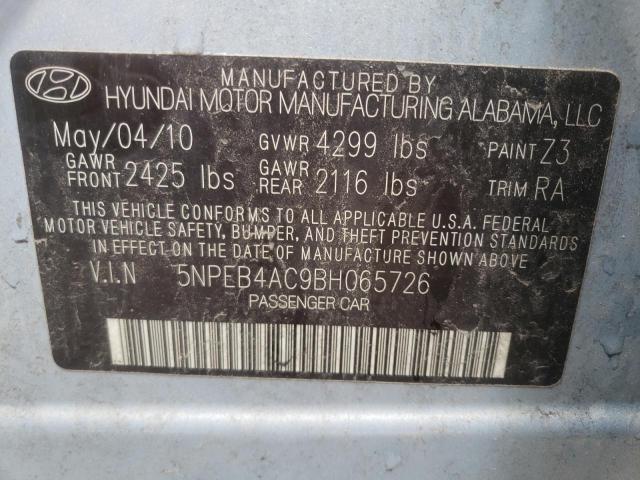 MANUFACTURED BY
HYUNDAI MOTOR MANUFACTURING ALABAMA, LLC
May/04/10 GVWR 4299 lbs PAINT Z3
GAWR FRONT 2425 lbs GAWR REAR 2116 lbs TRIM RA
THIS VEHICLE CONFORMS TO ALL APPLICABLE U.S.A. FEDERAL
MOTOR VEHICLE SAFETY, BUMPER, AND THEFT PREVENTION STANDARDS
IN EFFECT ON THE DATE OF MANUFACTURE SHOWN ABOVE.
V.I.N 5NPEB4AC9BH065726
PASSENGER CAR